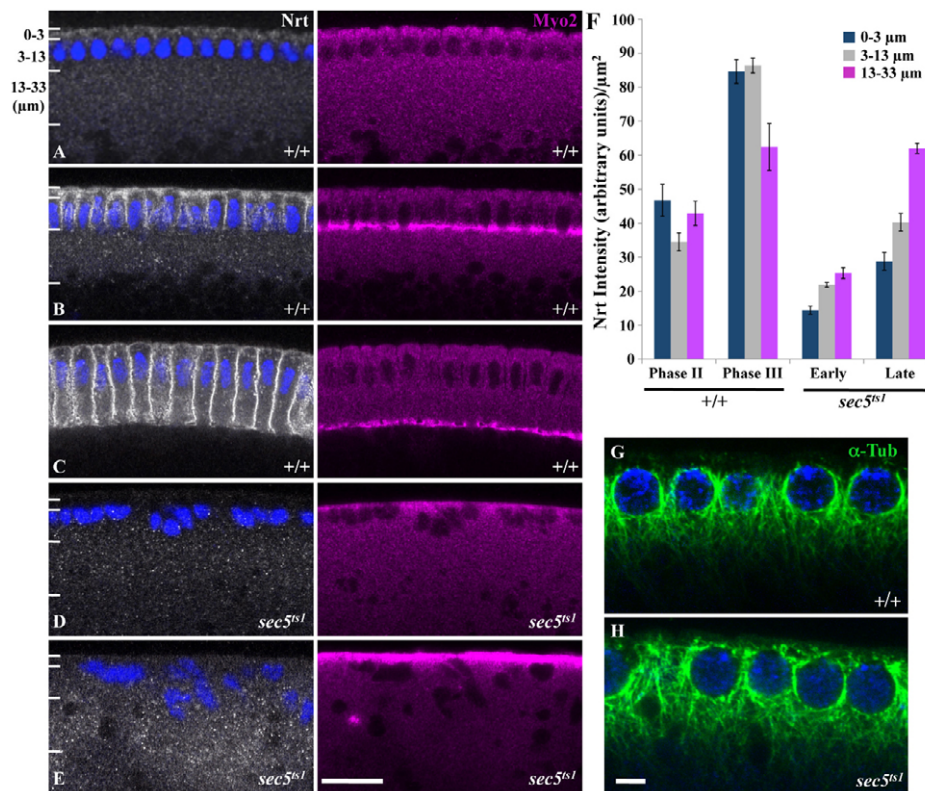 Nrt
Myo2
0-3
3-13
13-33
(µm)
A
+/+
+/+
B
+/+
+/+
C
+/+
+/+
D
sec5ts1
sec5ts1
E
sec5ts1
sec5ts1
F
Nrt Intensity (arbitrary units)/µm2
100
90
80
70
60
50
40
30
20
10
0
0-3 µm
3-13 µm
13-33 µm
Phase II
Phase III
Early
Late
+/+
sec5ts1
G
α-Tub
+/+
H
sec5ts1